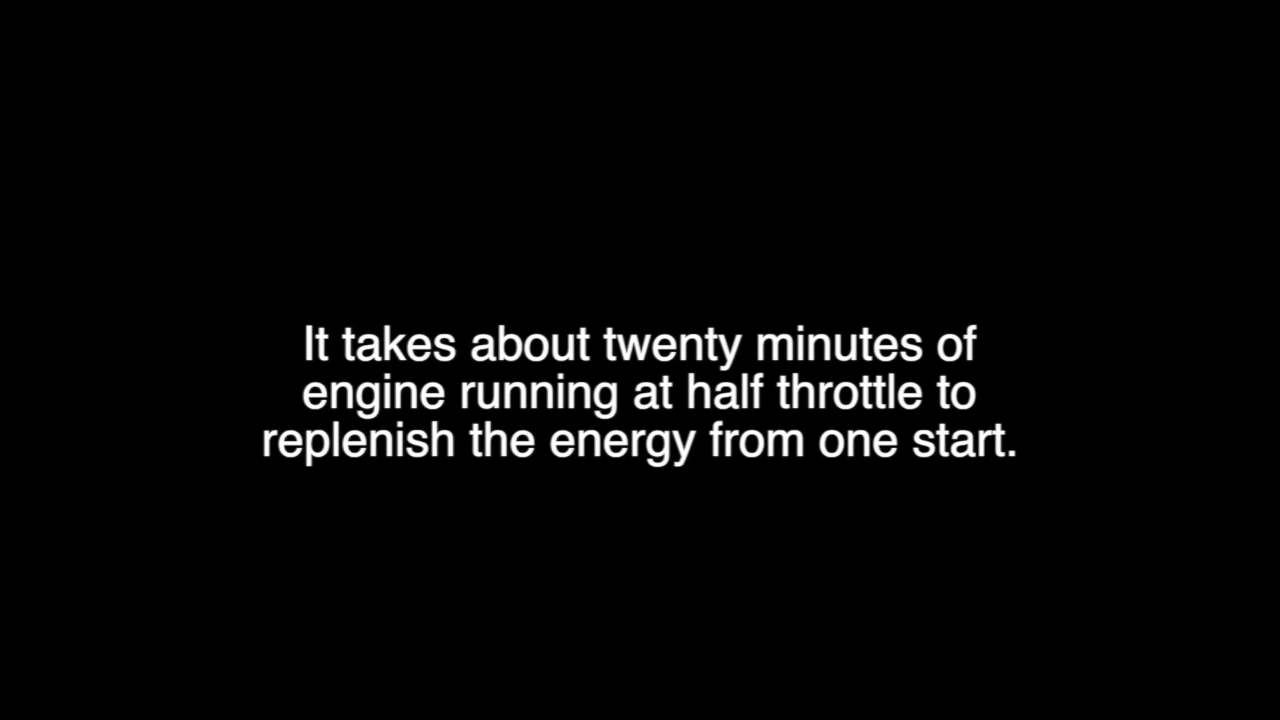 It takes about twenty minutes of
engine running at half throttle to
replenish the energy from one start.